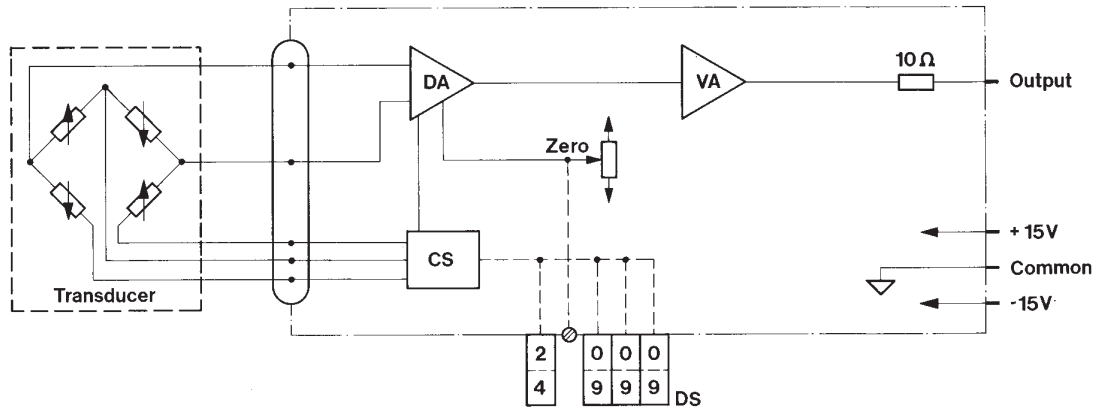 10 Ω
DA
VA
Output
Zero
+15V
CS
Common
Transducer
-15V
2 0 0 0
4 9 9 9
DS